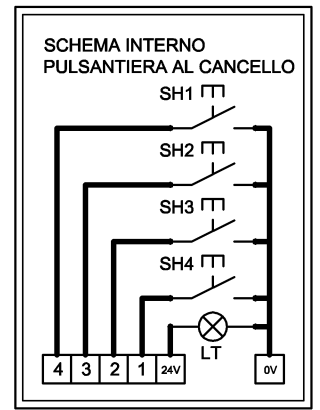 SCHEMA INTERNO
PULSANTIERA AL CANCELLO
SH1
SH2
SH3
SH4
LT
4 3 2 1 24V 0V